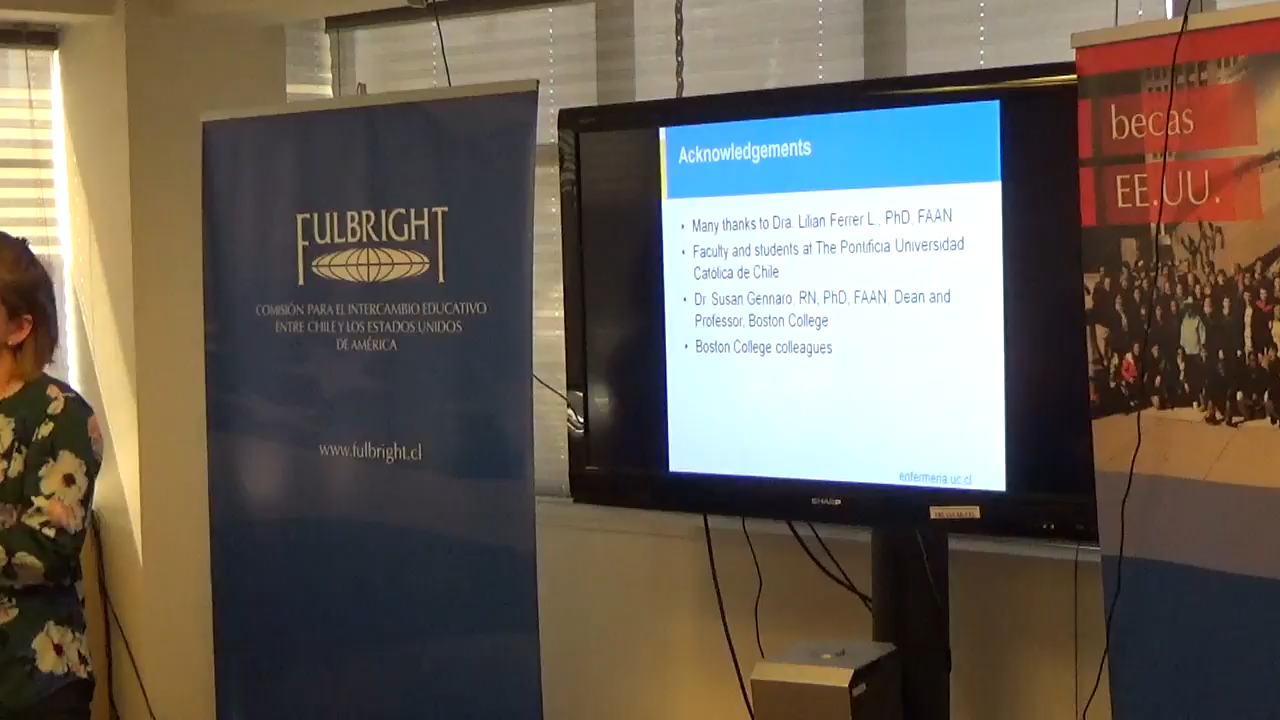 FULBRIGHT
COMISIÓN PARA EL INTERCAMBIO EDUCATIVO
ENTRE CHILE Y LOS ESTADOS UNIDOS
DE AMÉRICA
www.fulbright.cl
Acknowledgements
• Many thanks to Dra. Lilian Ferrer L., PhD, FAAN
• Faculty and students at The Pontificia Universidad
Católica de Chile
• Dr. Susan Gennaro, RN, PhD, FAAN, Dean and
Professor, Boston College
• Boston College colleagues
enfermeria.uc.cl
SHARP
becas
EE.UU.